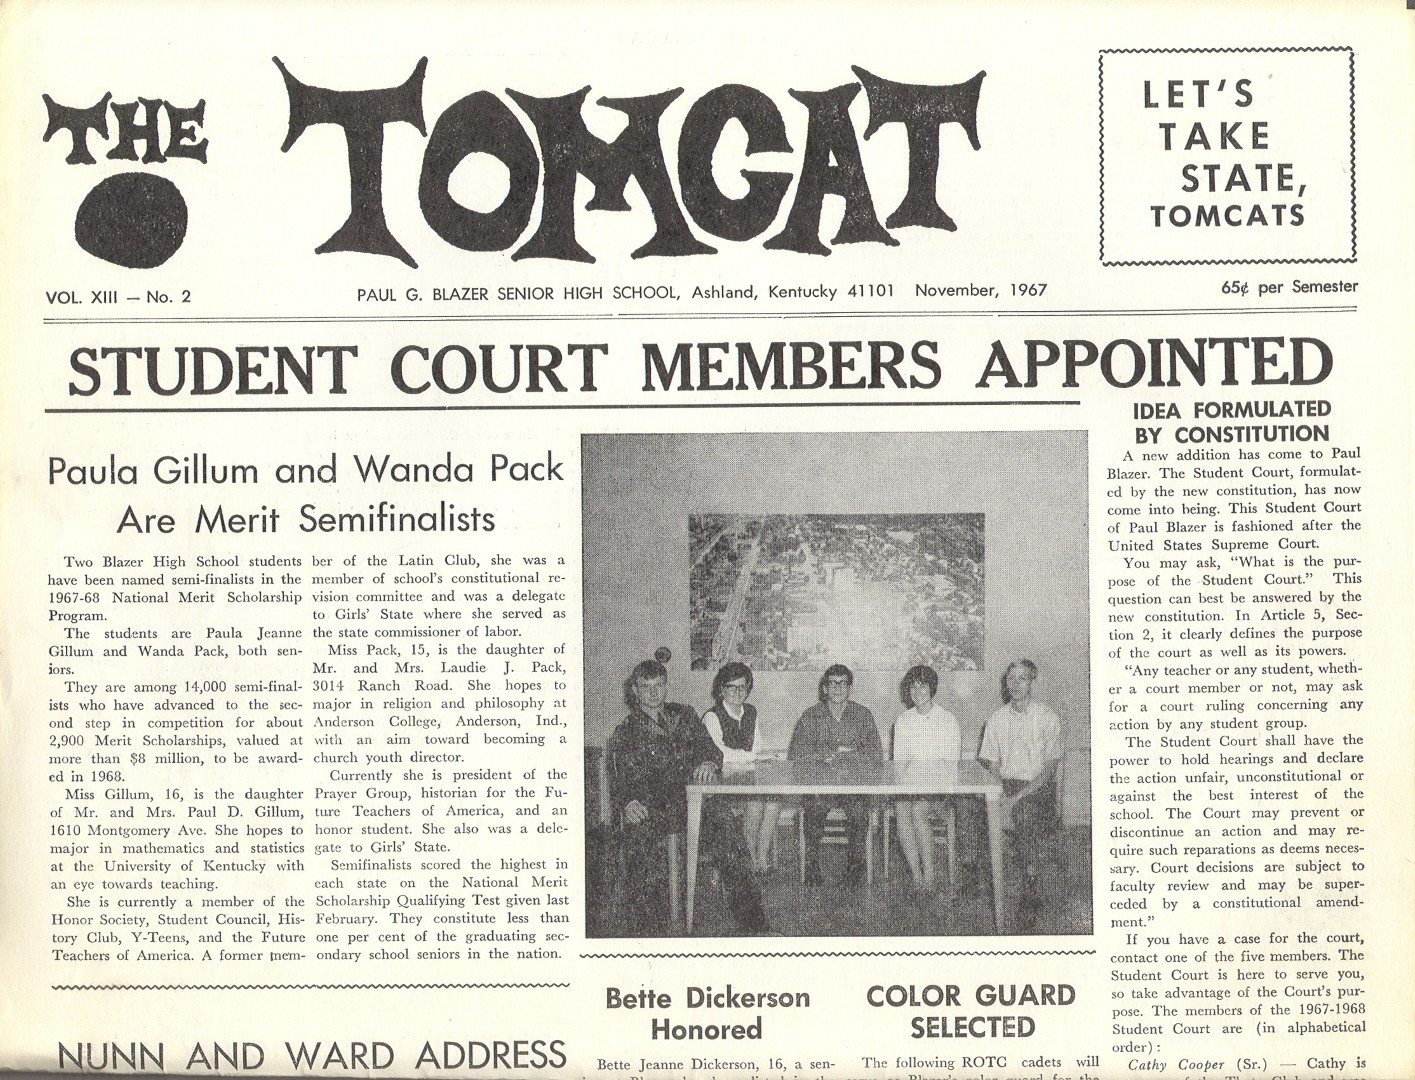 THE TOMCAT
LET'S
TAKE
STATE,
TOMCATS
VOL. XIII — No. 2
PAUL G. BLAZER SENIOR HIGH SCHOOL, Ashland, Kentucky 41101 November, 1967
65¢ per Semester
STUDENT COURT MEMBERS APPOINTED
Paula Gillum and Wanda Pack
Are Merit Semifinalists
Two Blazer High School students
have been named semi-finalists in the
1967-68 National Merit Scholarship
Program.
The students are Paula Jeanne
Gillum and Wanda Pack, both sen-
iors.
They are among 14,000 semi-final-
ists who have advanced to the sec-
ond step in competition for about
2,900 Merit Scholarships, valued at
more than $8 million, to be award-
ed in 1968.
Miss Gillum, 16, is the daughter
of Mr. and Mrs. Paul D. Gillum,
1610 Montgomery Ave. She hopes to
major in mathematics and statistics
at the University of Kentucky with
an eye towards teaching.
She is currently a member of the
Honor Society, Student Council, His-
tory Club, Y-Teens, and the Future
Teachers of America. A former mem-
ber of the Latin Club, she was a
member of school's constitutional re-
vision committee and was a delegate
to Girls' State where she served as
the state commissioner of labor.
Miss Pack, 15, is the daughter of
Mr. and Mrs. Laudie J. Pack,
3014 Ranch Road. She hopes to
major in religion and philosophy at
Anderson College, Anderson, Ind.,
with an aim toward becoming a
church youth director.
Currently she is president of the
Prayer Group, historian for the Fu-
ture Teachers of America, and an
honor student. She also was a dele-
gate to Girls' State.
Semifinalists scored the highest in
each state on the National Merit
Scholarship Qualifying Test given last
February. They constitute less than
one per cent of the graduating sec-
ondary school seniors in the nation.
NUNN AND WARD ADDRESS
Bette Dickerson
Honored
Bette Jeanne Dickerson, 16, a sen-
COLOR GUARD
SELECTED
The following ROTC cadets will
IDEA FORMULATED
BY CONSTITUTION
A new addition has come to Paul
Blazer. The Student Court, formulat-
ed by the new constitution, has now
come into being. This Student Court
of Paul Blazer is fashioned after the
United States Supreme Court.
You may ask, "What is the pur-
pose of the Student Court." This
question can best be answered by the
new constitution. In Article 5, Sec-
tion 2, it clearly defines the purpose
of the court as well as its powers.
"Any teacher or any student, wheth-
er a court member or not, may ask
for a court ruling concerning any
action by any student group.
The Student Court shall have the
power to hold hearings and declare
the action unfair, unconstitutional or
against the best interest of the
school. The Court may prevent or
discontinue an action and may re-
quire such reparations as deems neces-
sary. Court decisions are subject to
faculty review and may be super-
ceded by a constitutional amend-
ment."
If you have a case for the court,
contact one of the five members. The
Student Court is here to serve you,
so take advantage of the Court's pur-
pose. The members of the 1967-1968
Student Court are (in alphabetical
order) :
Cathy Cooper (Sr.) — Cathy is